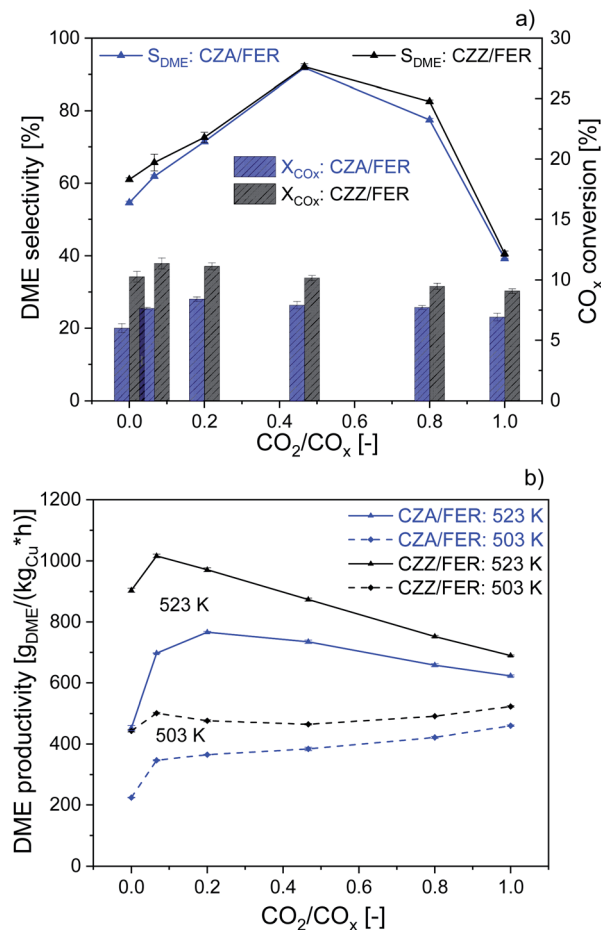 a)
S_DME: CZA/FER
S_DME: CZZ/FER
X_COx: CZA/FER
X_COx: CZZ/FER
DME selectivity [%]
100
80
60
40
20
0
COx conversion [%]
30
25
20
15
10
5
0
0.0 0.2 0.4 0.6 0.8 1.0
CO₂/COx [-]
b)
CZA/FER: 523 K
CZA/FER: 503 K
CZZ/FER: 523 K
CZZ/FER: 503 K
523 K
503 K
DME productivity [g_DME/(kg_Cu*h)]
1200
1000
800
600
400
200
0
0.0 0.2 0.4 0.6 0.8 1.0
CO₂/COx [-]